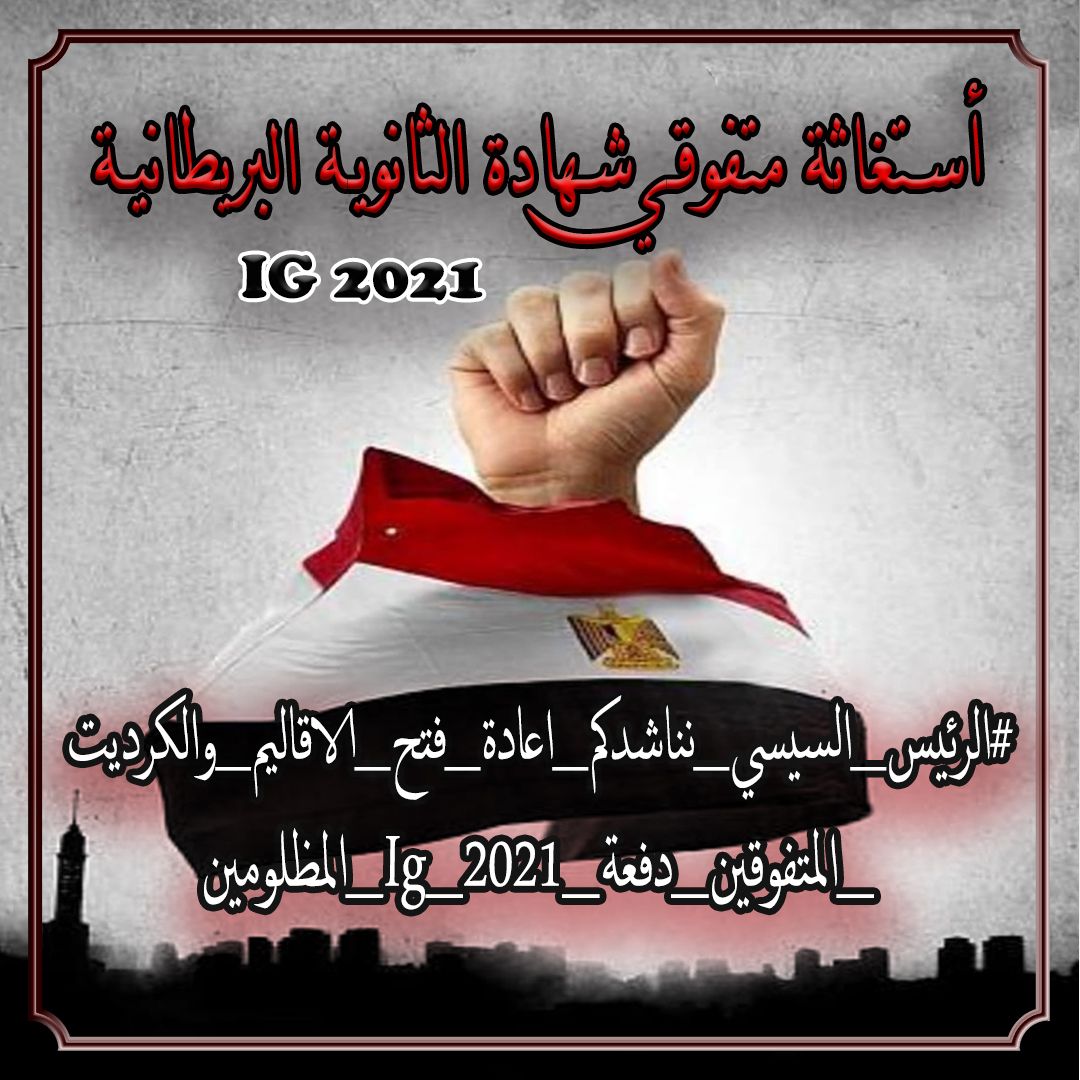 أستغاثة متفوقي شهادة الثانوية البريطانية
IG 2021
#الرئيس_السيسي_نناشدكم_اعادة_فتح_الاقاليم_والكرديت
_المتفوقين_دفعة_2021_Ig_المظلومين